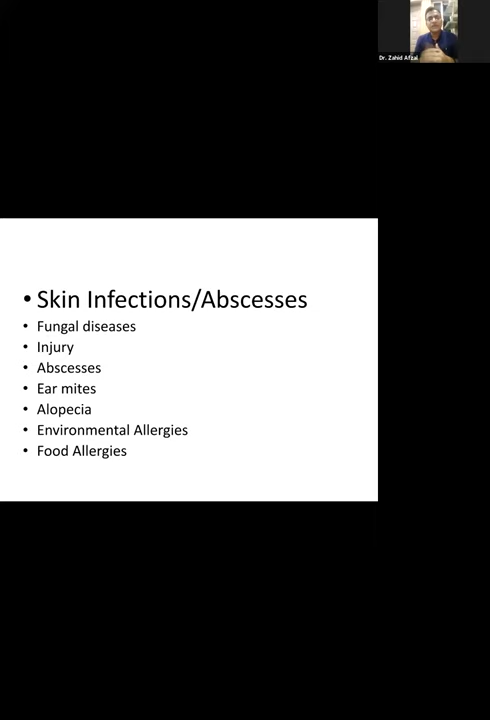 Dr. Zahid Afzal
• Skin Infections/Abscesses
• Fungal diseases
• Injury
• Abscesses
• Ear mites
• Alopecia
• Environmental Allergies
• Food Allergies